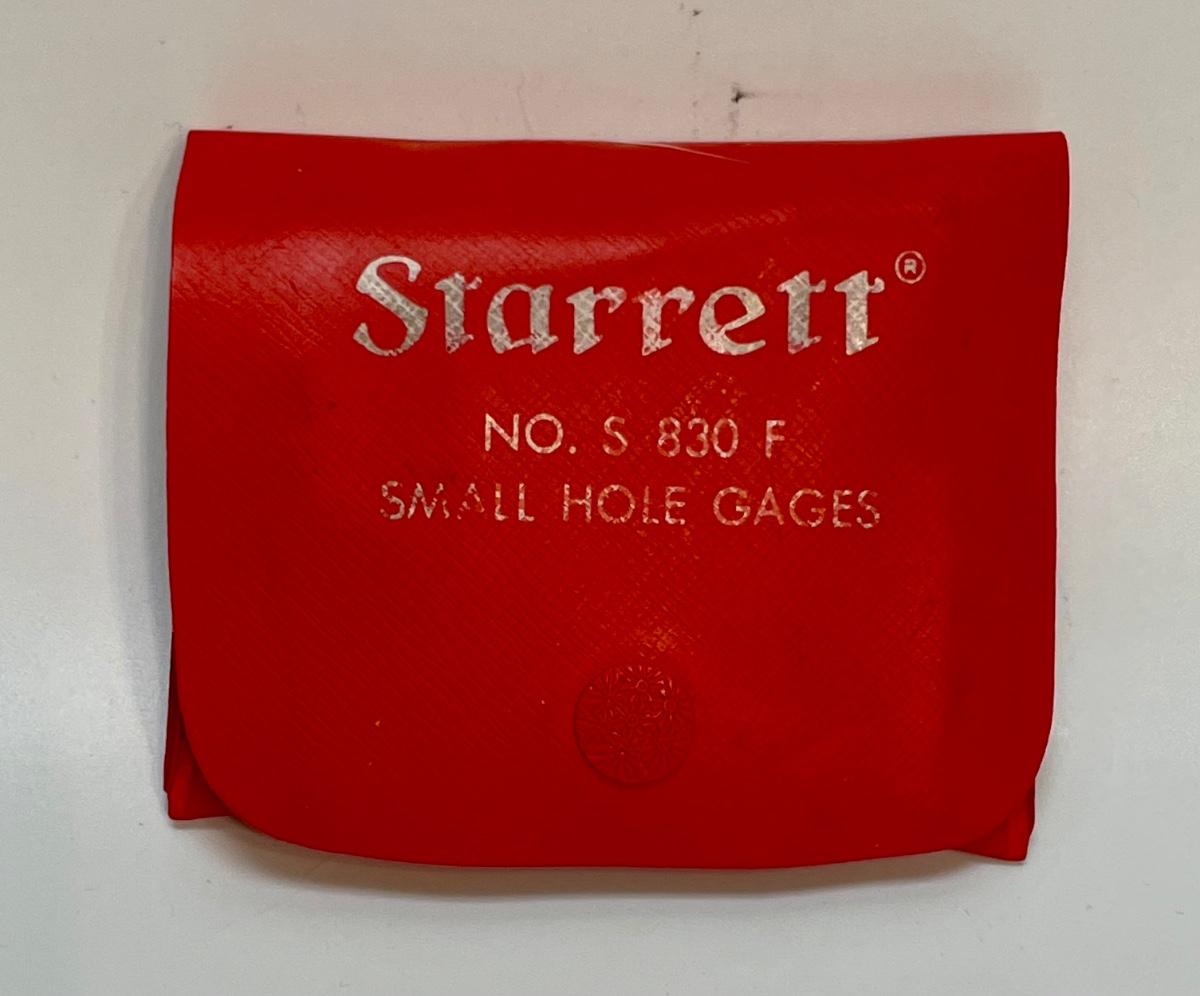 Starrett®
NO. S 830 F
SMALL HOLE GAGES